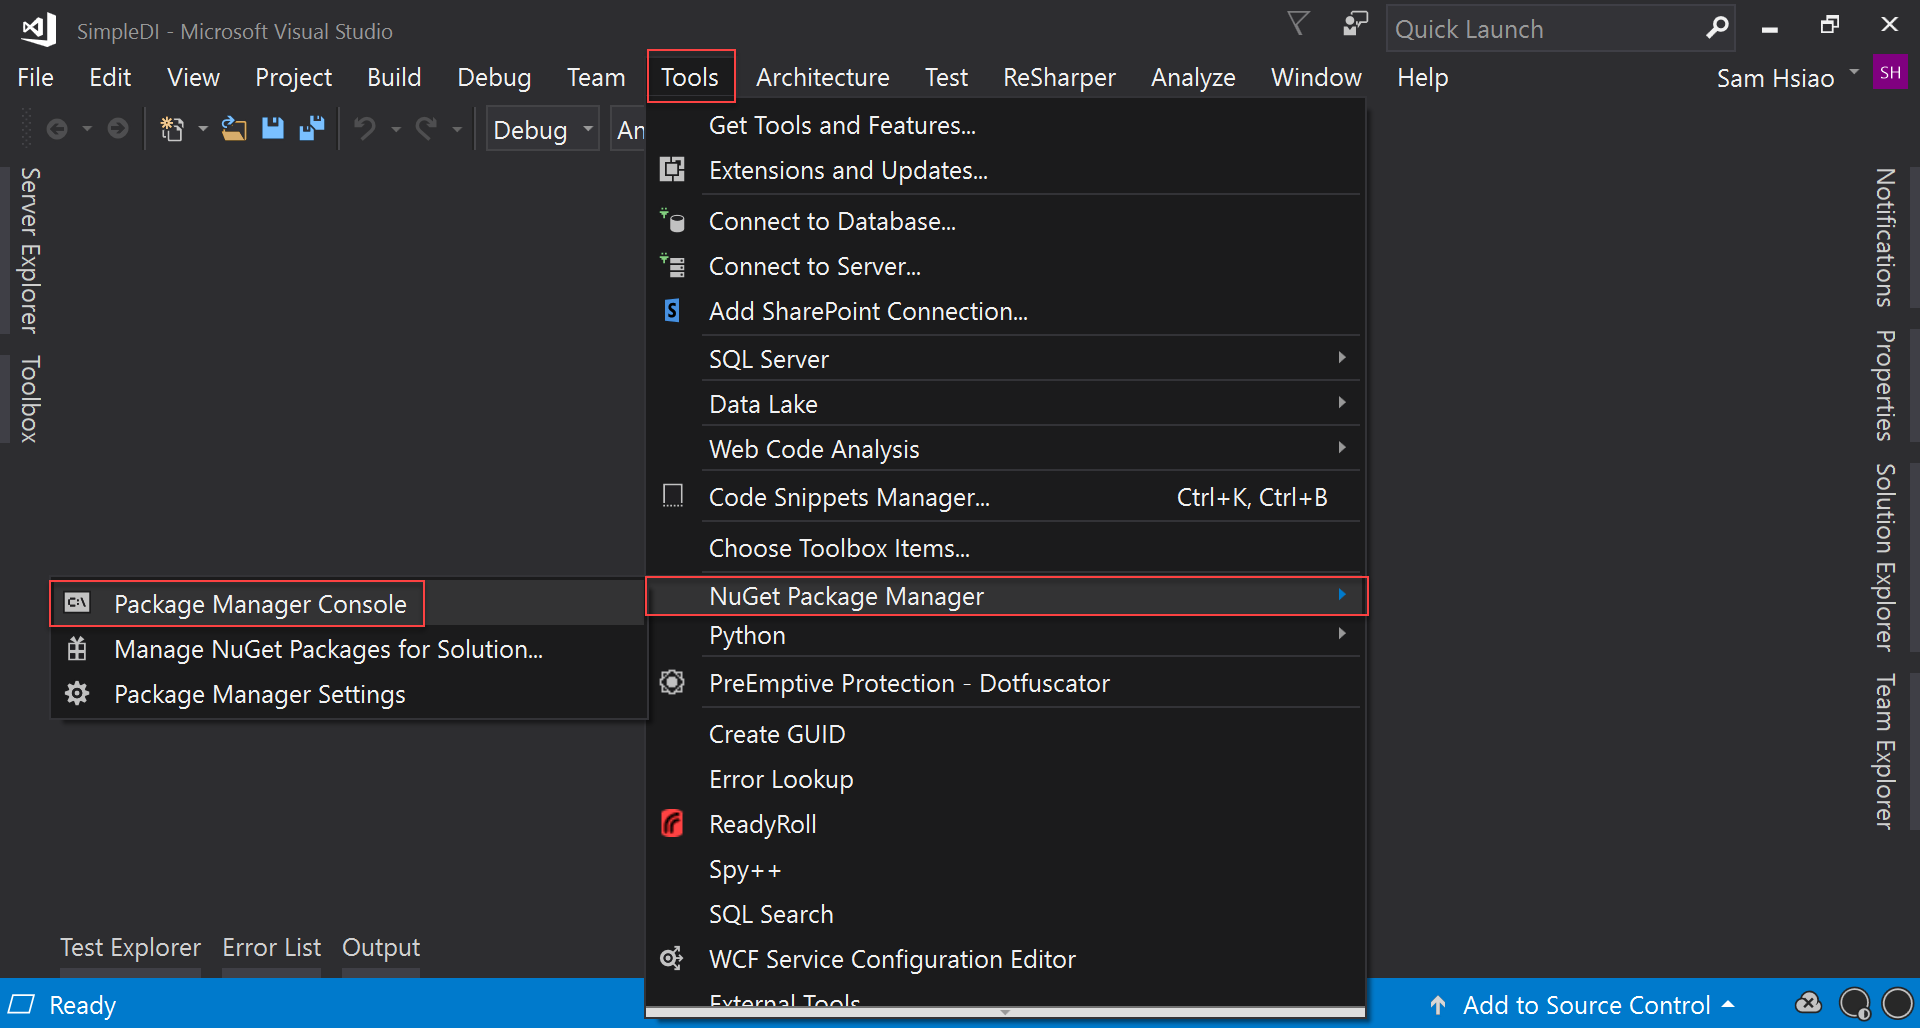 SimpleDI - Microsoft Visual Studio
Quick Launch
File Edit View Project Build Debug Team Tools Architecture Test ReSharper Analyze Window Help
Sam Hsiao SH
Debug An
Server Explorer
Toolbox
Get Tools and Features...
Extensions and Updates...
Connect to Database...
Connect to Server...
Add SharePoint Connection...
SQL Server
Data Lake
Web Code Analysis
Code Snippets Manager... Ctrl+K, Ctrl+B
Choose Toolbox Items...
NuGet Package Manager
Python
PreEmptive Protection - Dotfuscator
Create GUID
Error Lookup
ReadyRoll
Spy++
SQL Search
WCF Service Configuration Editor
External Tools
C:\ Package Manager Console
Manage NuGet Packages for Solution...
Package Manager Settings
Notifications
Properties
Solution Explorer
Team Explorer
Test Explorer Error List Output
Ready
Add to Source Control